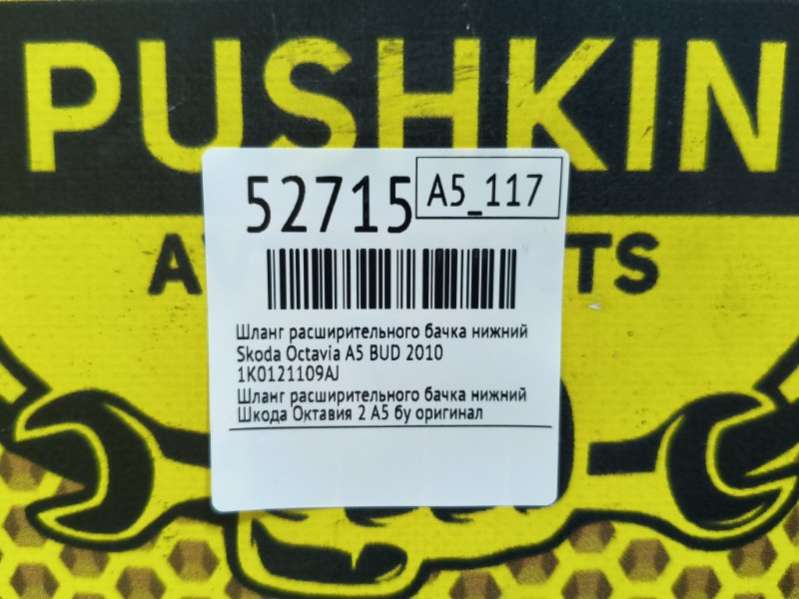 PUSHKIN
52715
A5_117
TS
Шланг расширительного бачка нижний
Skoda Octavia A5 BUD 2010
1K0121109AJ
Шланг расширительного бачка нижний
Шкода Октавия 2 А5 бу оригинал